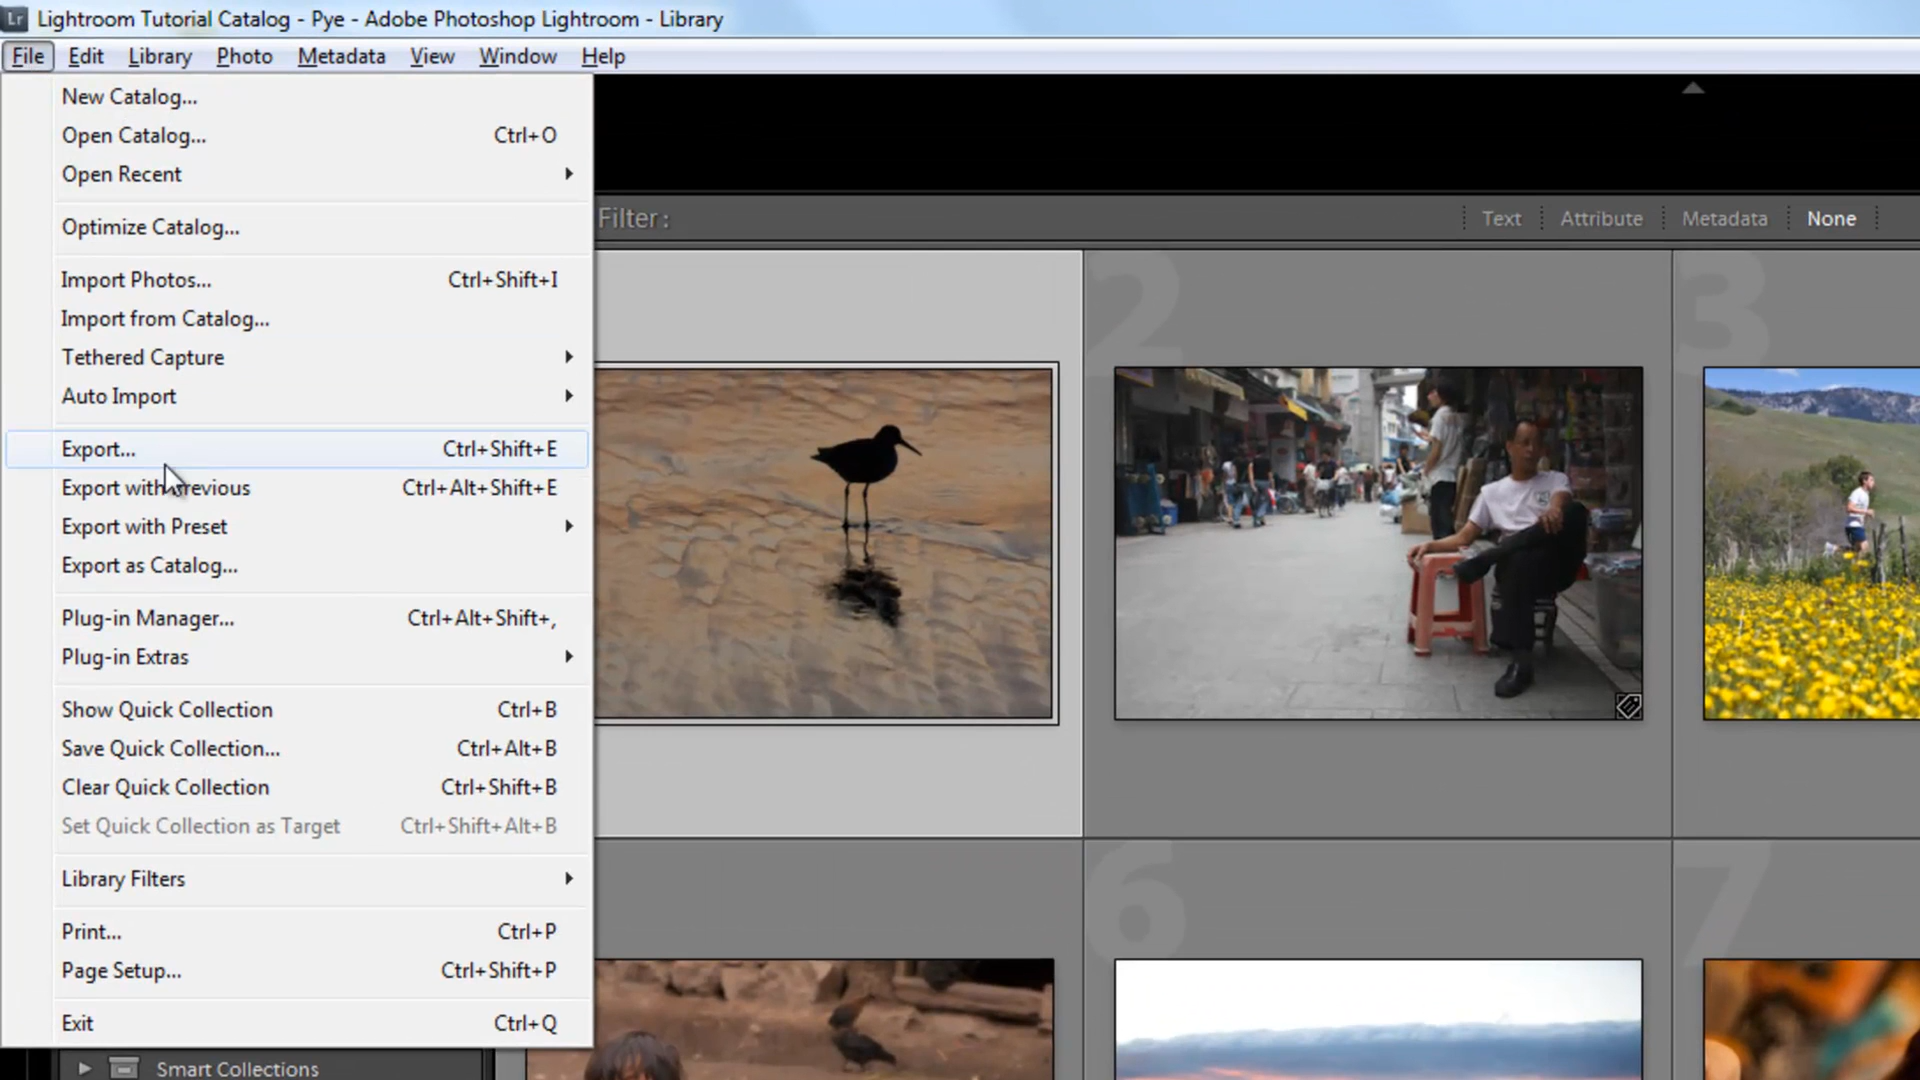 Lr Lightroom Tutorial Catalog - Pye - Adobe Photoshop Lightroom - Library
File Edit Library Photo Metadata View Window Help
New Catalog...
Open Catalog... Ctrl+O
Open Recent
Optimize Catalog...
Import Photos... Ctrl+Shift+I
Import from Catalog...
Tethered Capture
Auto Import
Export... Ctrl+Shift+E
Export with Previous Ctrl+Alt+Shift+E
Export with Preset
Export as Catalog...
Plug-in Manager... Ctrl+Alt+Shift+,
Plug-in Extras
Show Quick Collection Ctrl+B
Save Quick Collection... Ctrl+Alt+B
Clear Quick Collection Ctrl+Shift+B
Set Quick Collection as Target Ctrl+Shift+Alt+B
Library Filters
Print... Ctrl+P
Page Setup... Ctrl+Shift+P
Exit Ctrl+Q
Smart Collections
Filter : Text Attribute Metadata None
2
3
6
7